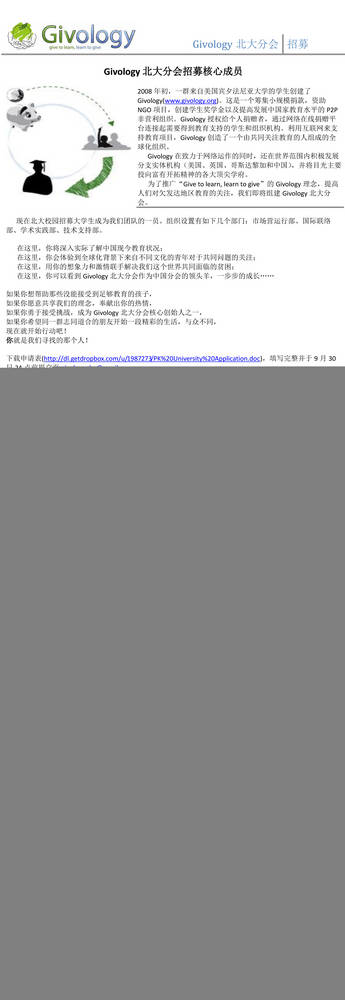 Givology
give to learn, learn to give
Givology 北大分会 招募
Givology 北大分会招募核心成员
2008 年初，一群来自美国宾夕法尼亚大学的学生创建了
Givology(www.givology.org)。这是一个筹集小规模捐款，资助
NGO 项目，创建学生奖学金以及提高发展中国家教育水平的 P2P
非营利组织。Givology 授权给个人捐赠者，通过网络在线捐赠平
台连接起需要得到教育支持的学生和组织机构，利用互联网来支
持教育项目，Givology 创造了一个由共同关注教育的人组成的全
球化组织。
Givology 在致力于网络运作的同时，还在世界范围内积极发展
分支实体机构（美国、英国、哥斯达黎加和中国），并将目光主要
投向富有开拓精神的各大顶尖学府。
为了推广“Give to learn, learn to give”的 Givology 理念，提高
人们对欠发达地区教育的关注，我们即将组建 Givology 北大分
会。
现在北大校园招募大学生成为我们团队的一员，组织设置有如下几个部门：市场营运行部、国际联络
部、学术实践部、技术支持部。
在这里，你将深入实际了解中国现今教育状况；
在这里，你会体验到全球化背景下来自不同文化的青年对于共同问题的关注；
在这里，用你的想象力和激情联手解决我们这个世界共同面临的贫困；
在这里，你可以看到 Givology 北大分会作为中国分会的领头羊，一步步的成长……
如果你想帮助那些没能接受到足够教育的孩子，
如果你愿意共享我们的理念，奉献出你的热情，
如果你勇于接受挑战，成为 Givology 北大分会核心创始人之一，
如果你希望同一群志同道合的朋友开始一段精彩的生活，与众不同，
现在就开始行动吧！
你就是我们寻找的那个人！
下载申请表(http://dl.getdropbox.com/u/1987273/PK%20University%20Application.doc)，填写完整并于 9 月 30